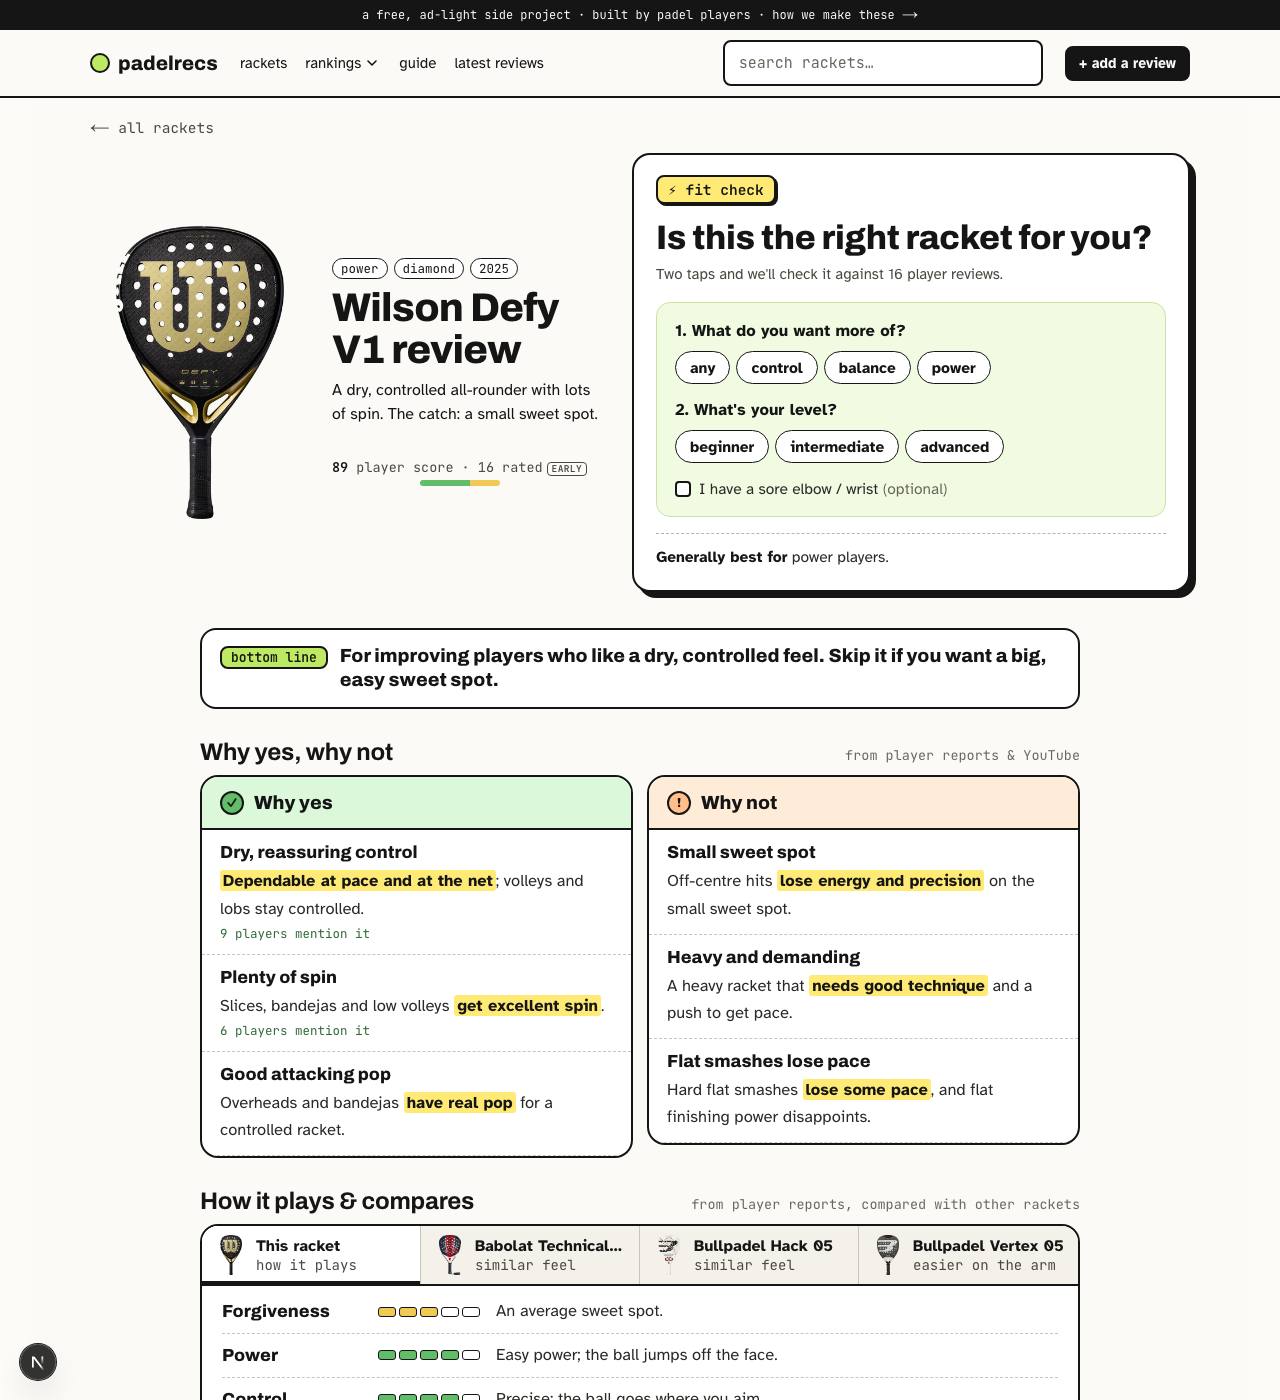 a free, ad-light side project · built by padel players · how we make these →
padelrecs
rackets
rankings
guide
latest reviews
search rackets…
+ add a review
← all rackets
power
diamond
2025
Wilson Defy
V1 review
A dry, controlled all-rounder with lots
of spin. The catch: a small sweet spot.
89 player score · 16 rated EARLY
⚡ fit check
Is this the right racket for you?
Two taps and we'll check it against 16 player reviews.
1. What do you want more of?
any
control
balance
power
2. What's your level?
beginner
intermediate
advanced
I have a sore elbow / wrist (optional)
Generally best for power players.
bottom line
For improving players who like a dry, controlled feel. Skip it if you want a big,
easy sweet spot.
Why yes, why not
from player reports & YouTube
Why yes
Dry, reassuring control
Dependable at pace and at the net; volleys and
lobs stay controlled.
9 players mention it
Plenty of spin
Slices, bandejas and low volleys get excellent spin.
6 players mention it
Good attacking pop
Overheads and bandejas have real pop for a
controlled racket.
Why not
Small sweet spot
Off-centre hits lose energy and precision on the
small sweet spot.
Heavy and demanding
A heavy racket that needs good technique and a
push to get pace.
Flat smashes lose pace
Hard flat smashes lose some pace, and flat
finishing power disappoints.
How it plays & compares
from player reports, compared with other rackets
This racket
how it plays
Babolat Technical…
similar feel
Bullpadel Hack 05
similar feel
Bullpadel Vertex 05
easier on the arm
Forgiveness
An average sweet spot.
Power
Easy power; the ball jumps off the face.
Control
Precise; the ball goes where you aim.
N
W
DEFY